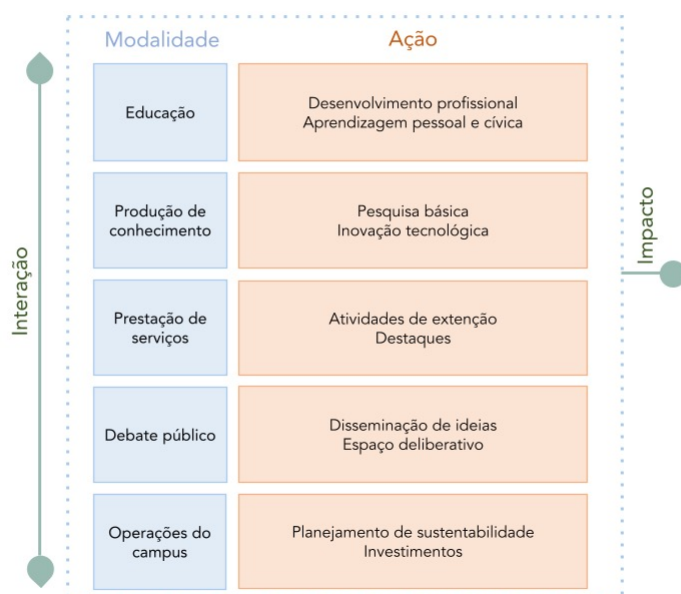 Modalidade
Ação
Educação
Desenvolvimento profissional
Aprendizagem pessoal e cívica
Produção de
conhecimento
Pesquisa básica
Inovação tecnológica
Prestação de
serviços
Atividades de extenção
Destaques
Debate público
Disseminação de ideias
Espaço deliberativo
Operações do
campus
Planejamento de sustentabilidade
Investimentos
Interação
Impacto